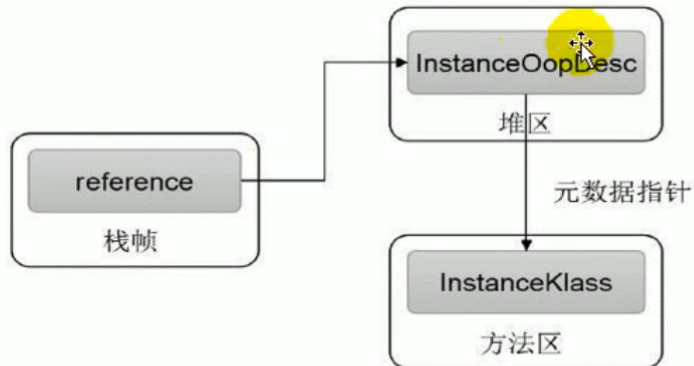 InstanceOopDesc
堆区
reference
栈帧
元数据指针
InstanceKlass
方法区